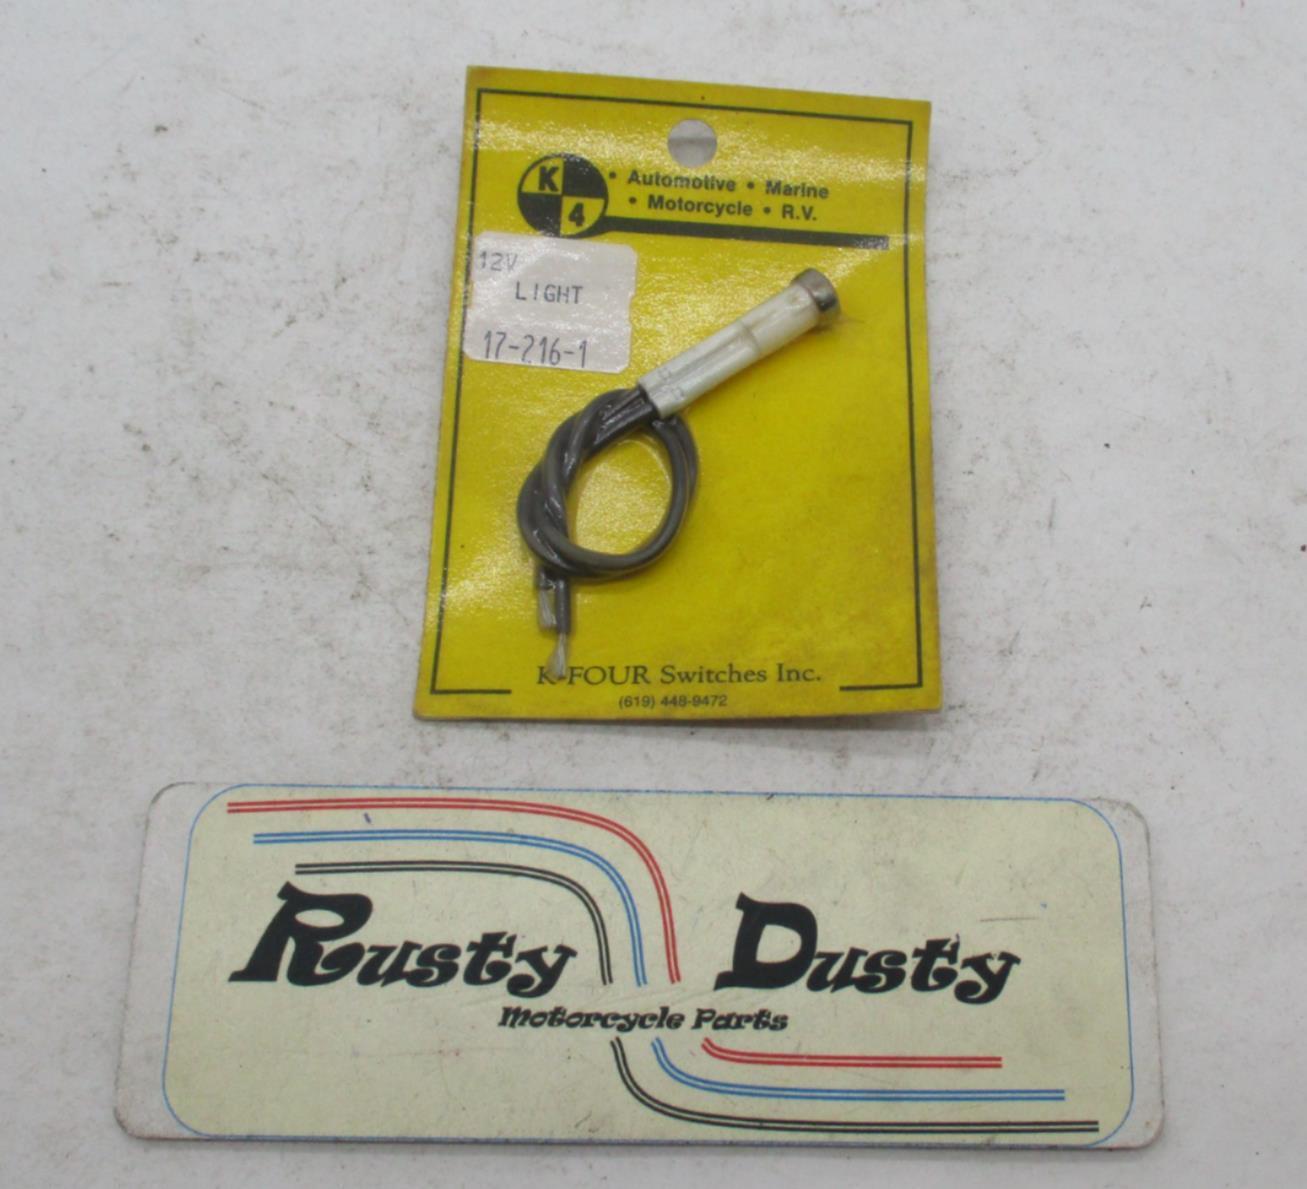 K
4
• Automotive • Marine
• Motorcycle • R.V.
12V
LIGHT
17-216-1
K-FOUR Switches Inc.
(619) 448-9472
Rusty Dusty
Motorcycle Parts